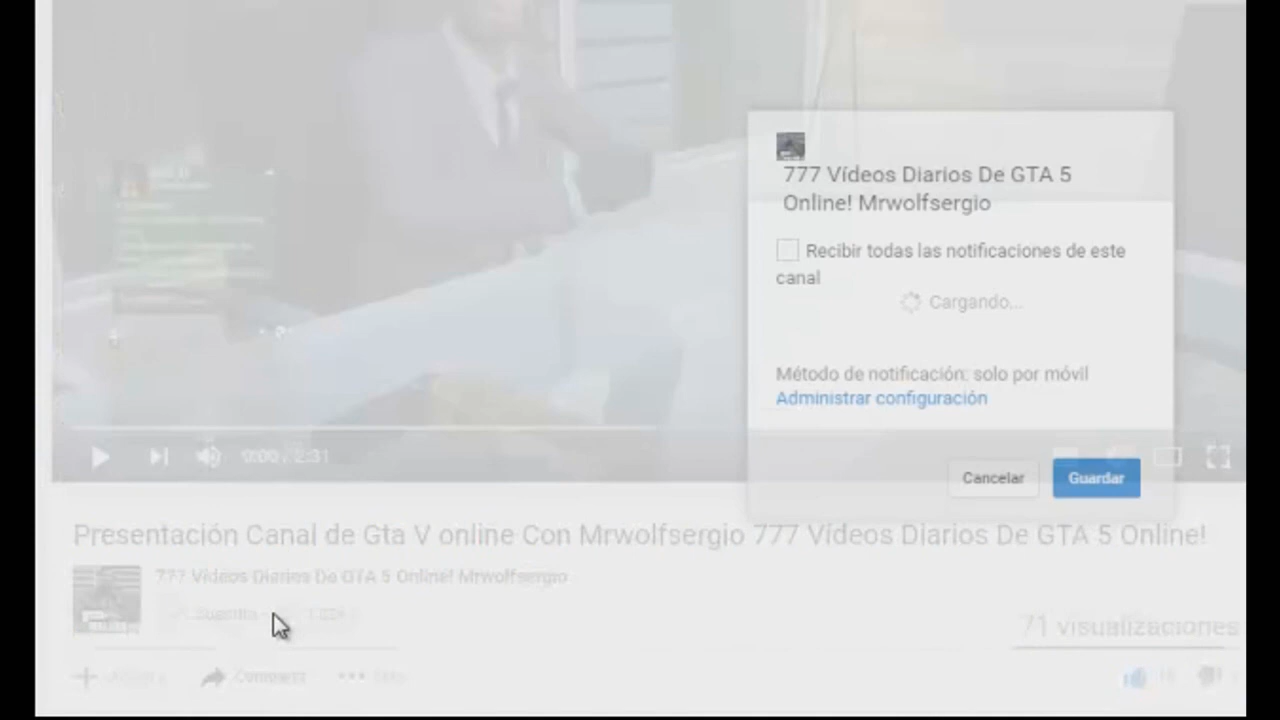 777 Vídeos Diarios De GTA 5
Online! Mrwolfsergio
Recibir todas las notificaciones de este
canal
Cargando...
Método de notificación: solo por móvil
Administrar configuración
0:00 / 2:31
Cancelar
Guardar
Presentación Canal de Gta V online Con Mrwolfsergio 777 Vídeos Diarios De GTA 5 Online!
777 Vídeos Diarios De GTA 5 Online! Mrwolfsergio
71 visualizaciones
Compartir